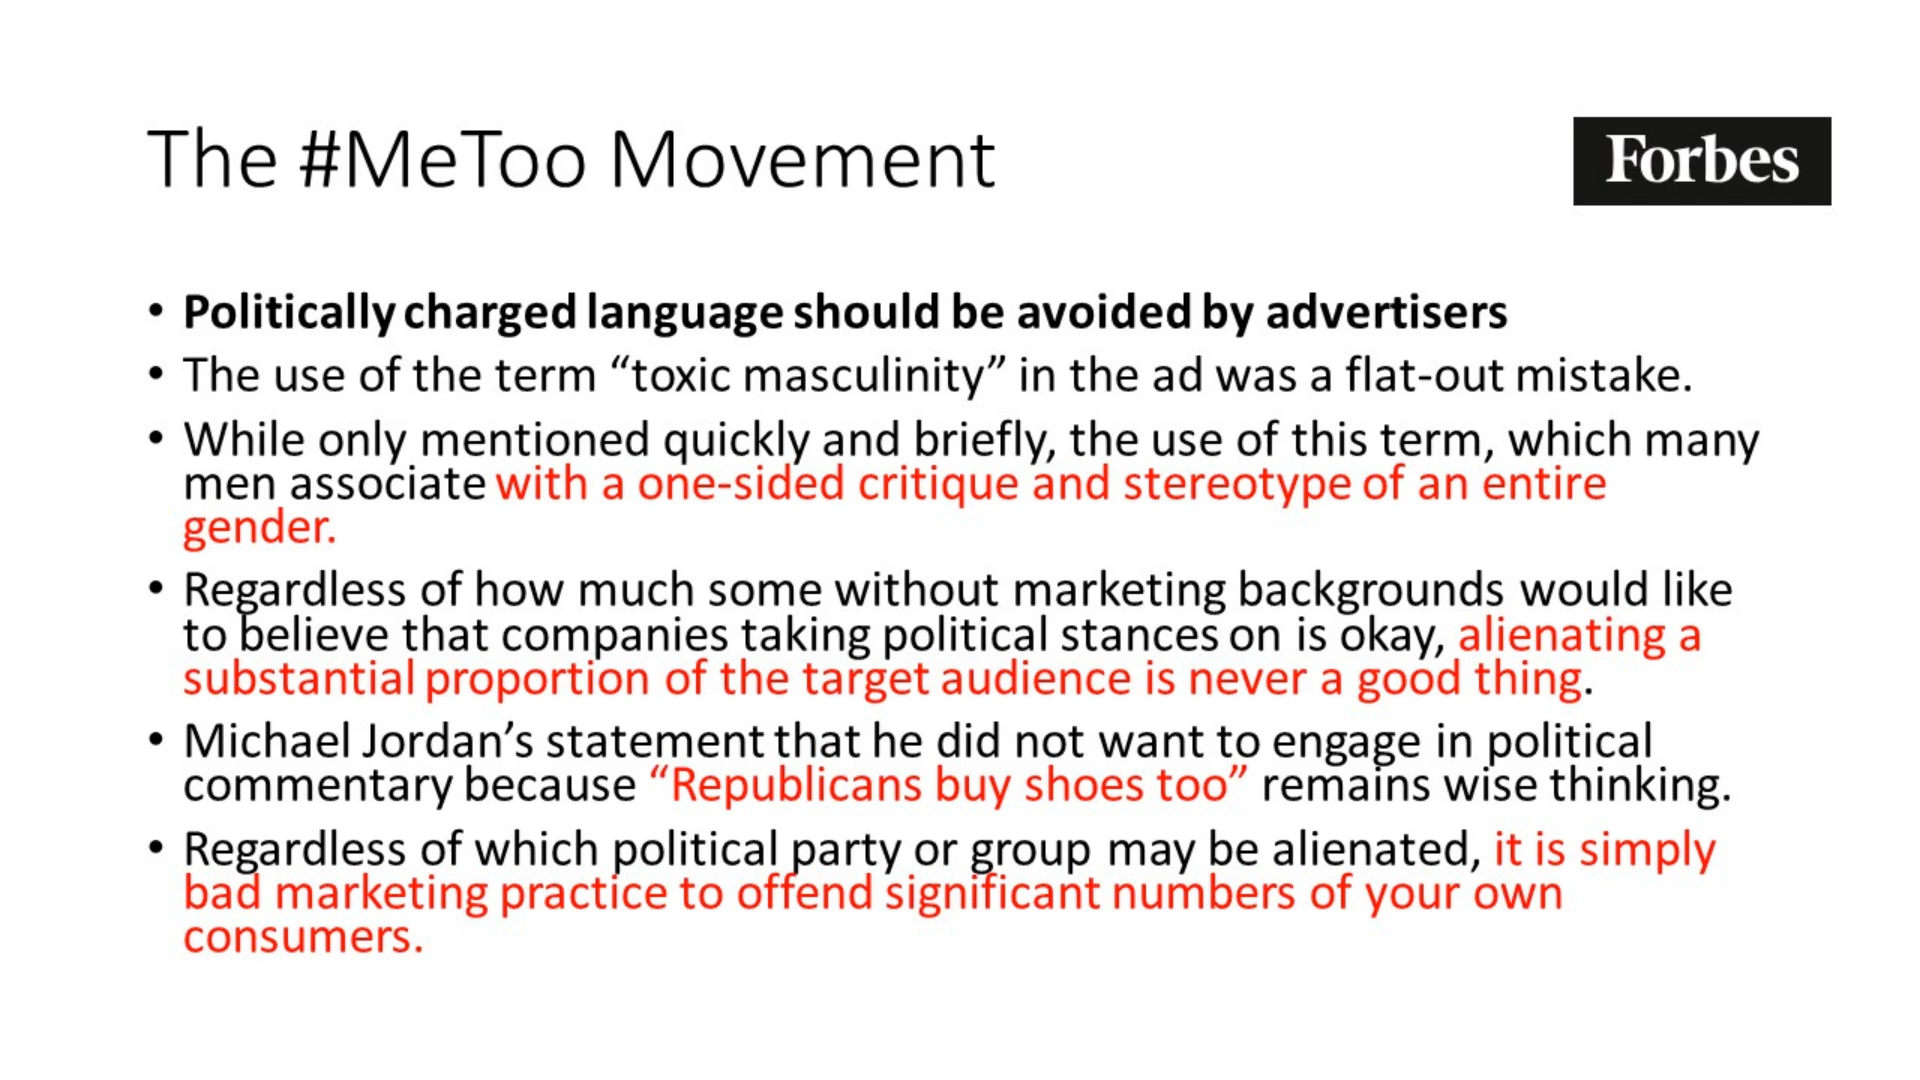 The #MeToo Movement
Forbes
• Politically charged language should be avoided by advertisers
• The use of the term “toxic masculinity” in the ad was a flat-out mistake.
• While only mentioned quickly and briefly, the use of this term, which many
men associate with a one-sided critique and stereotype of an entire
gender.
• Regardless of how much some without marketing backgrounds would like
to believe that companies taking political stances on is okay, alienating a
substantial proportion of the target audience is never a good thing.
• Michael Jordan’s statement that he did not want to engage in political
commentary because “Republicans buy shoes too” remains wise thinking.
• Regardless of which political party or group may be alienated, it is simply
bad marketing practice to offend significant numbers of your own
consumers.